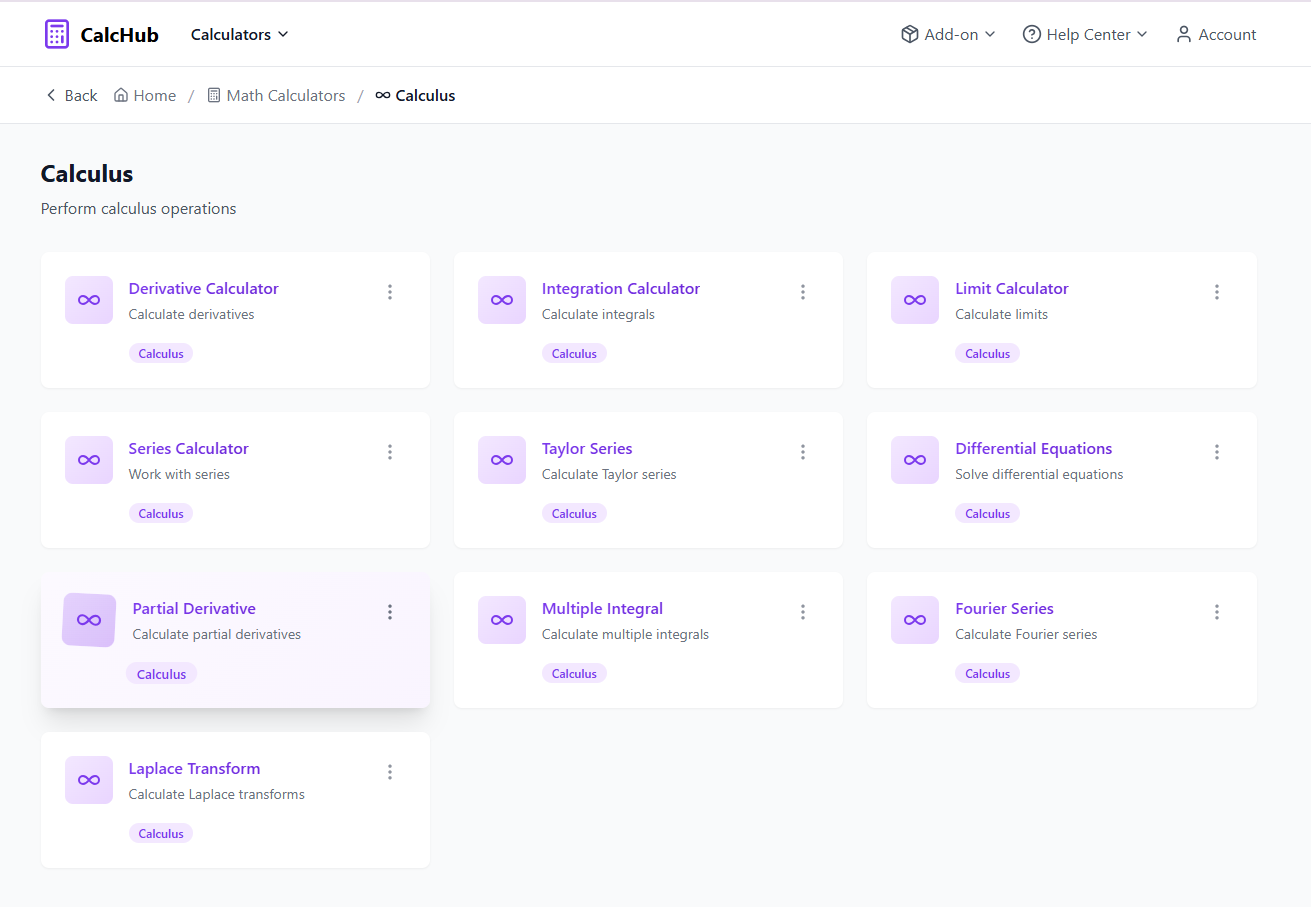 CalcHub Calculators Add-on Help Center Account
Back Home / Math Calculators / Calculus
Calculus
Perform calculus operations
Derivative Calculator
Calculate derivatives
Calculus
Integration Calculator
Calculate integrals
Calculus
Limit Calculator
Calculate limits
Calculus
Series Calculator
Work with series
Calculus
Taylor Series
Calculate Taylor series
Calculus
Differential Equations
Solve differential equations
Calculus
Partial Derivative
Calculate partial derivatives
Calculus
Multiple Integral
Calculate multiple integrals
Calculus
Fourier Series
Calculate Fourier series
Calculus
Laplace Transform
Calculate Laplace transforms
Calculus